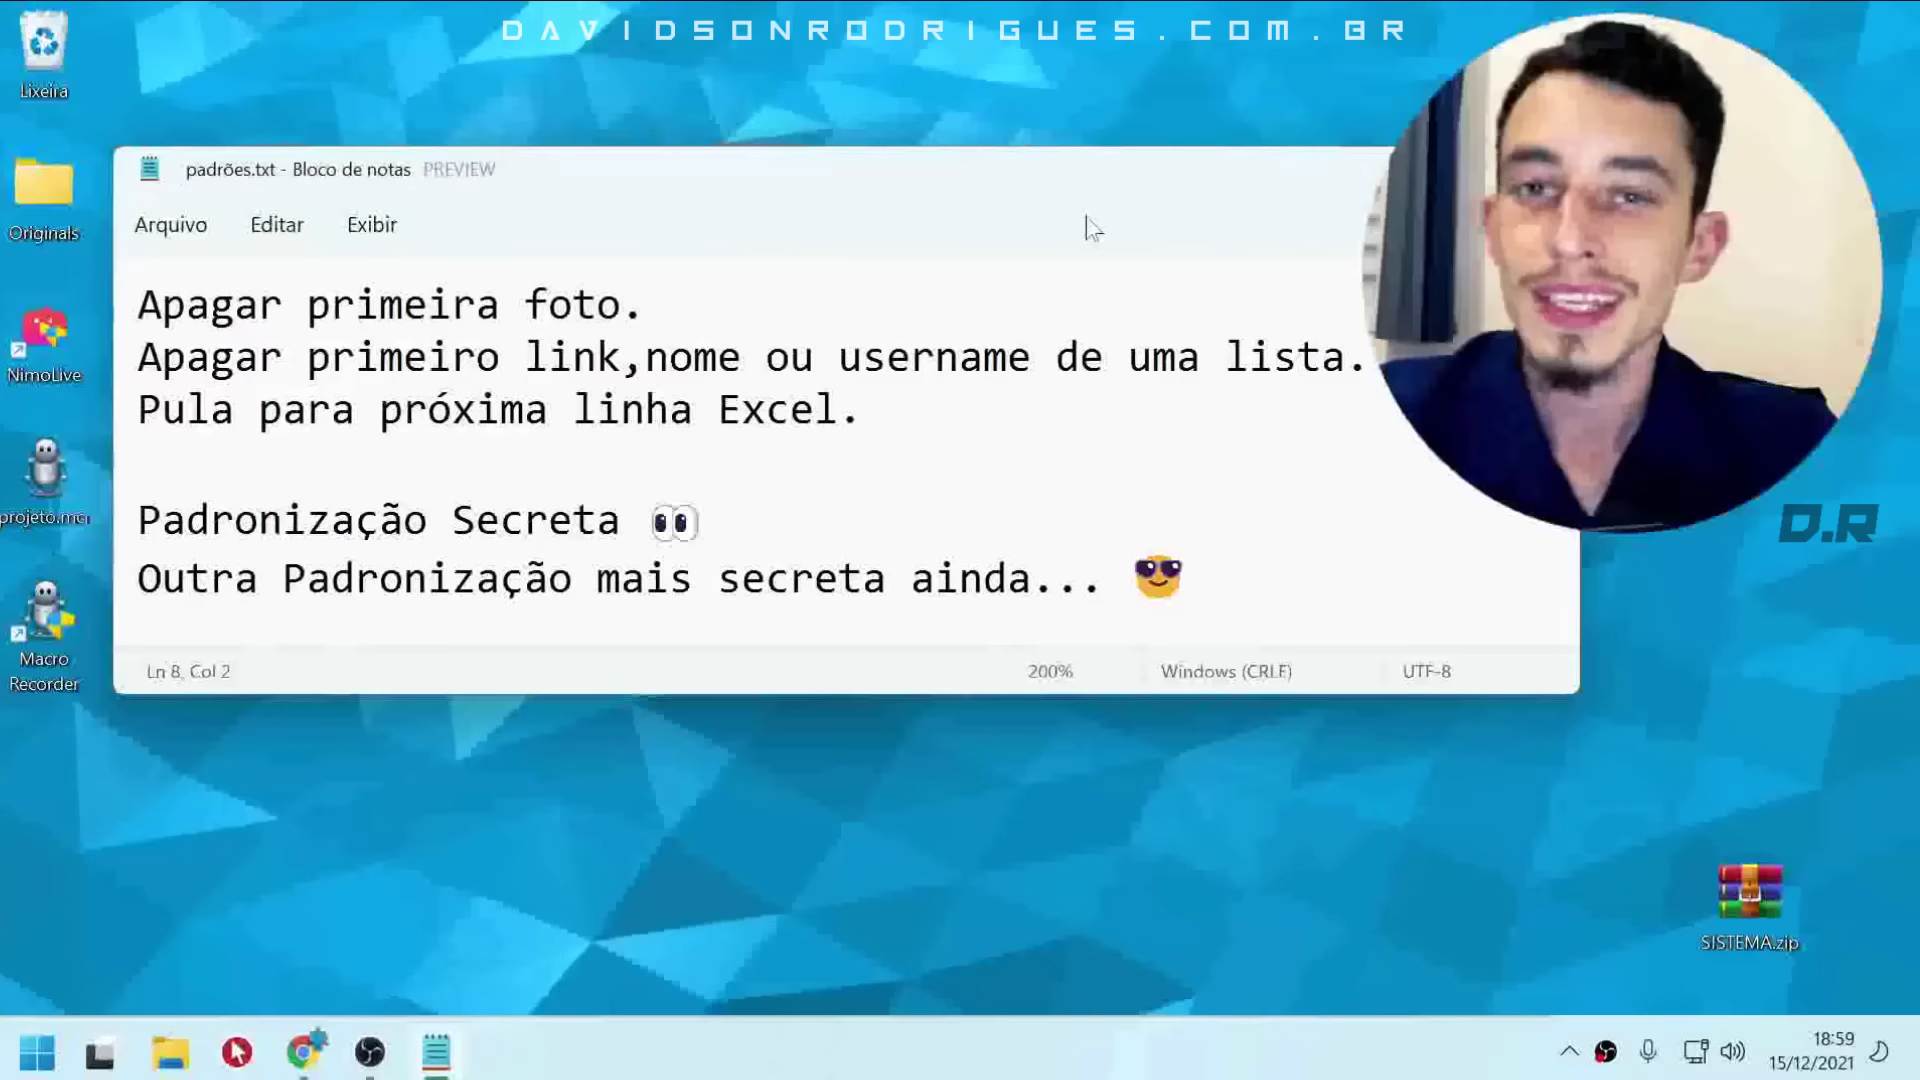 DAVIDSONRODRIGUES.COM.BR
Lixeira
Originals
NimoLive
projeto.mcr
Macro
Recorder
padrões.txt - Bloco de notas PREVIEW
Arquivo Editar Exibir
Apagar primeira foto.
Apagar primeiro link,nome ou username de uma lista.
Pula para próxima linha Excel.
Padronização Secreta 👀
Outra Padronização mais secreta ainda... 😎
Ln 8, Col 2 200% Windows (CRLF) UTF-8
D.R
SISTEMA.zip
18:59
15/12/2021